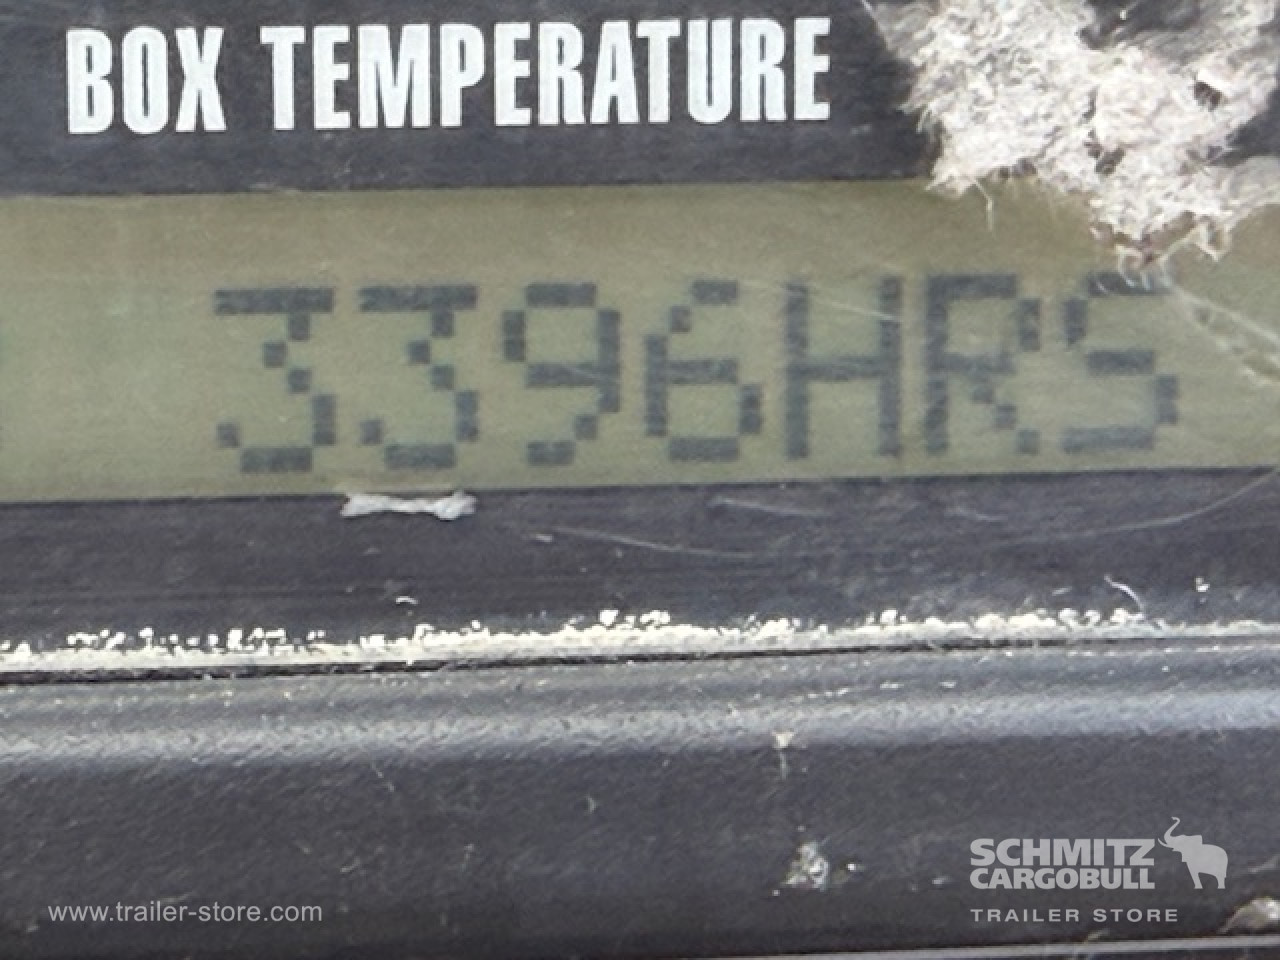 BOX TEMPERATURE
3396HRS
SCHMITZ
CARGOBULL
TRAILER STORE
www.trailer-store.com